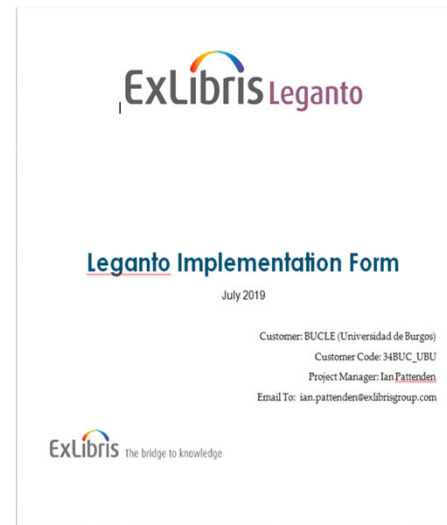 ExLibris Leganto
Leganto Implementation Form
July 2019
Customer: BUCLE (Universidad de Burgos)
Customer Code: 34BUC_UBU
Project Manager: Ian Pattenden
Email To: ian.pattenden@exlibrisgroup.com
ExLibris The bridge to knowledge